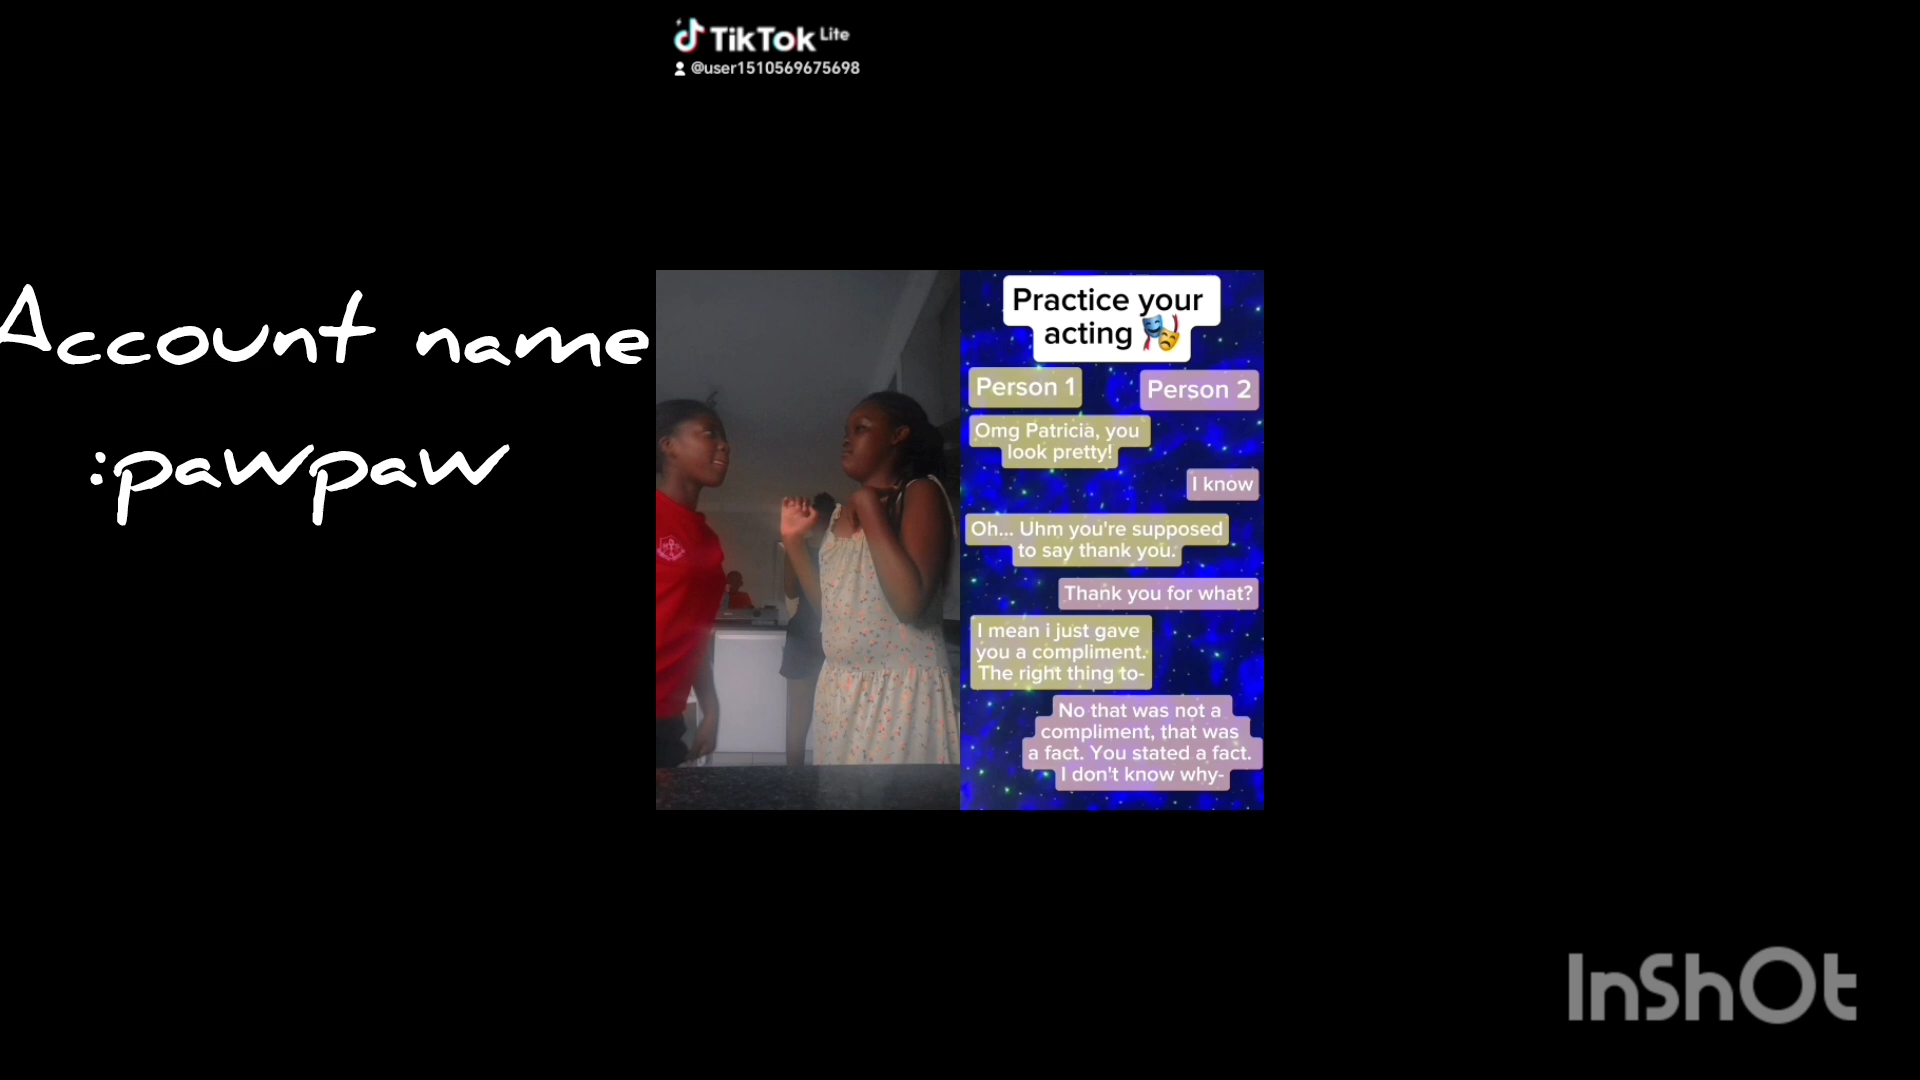 TikTok Lite
@user1510569675698
Account name
:pawpaw
Practice your
acting 🎭
Person 1
Person 2
Omg Patricia, you
look pretty!
I know
Oh... Uhm you're supposed
to say thank you.
Thank you for what?
I mean i just gave
you a compliment.
The right thing to-
No that was not a
compliment, that was
a fact. You stated a fact.
I don't know why-
InShOt